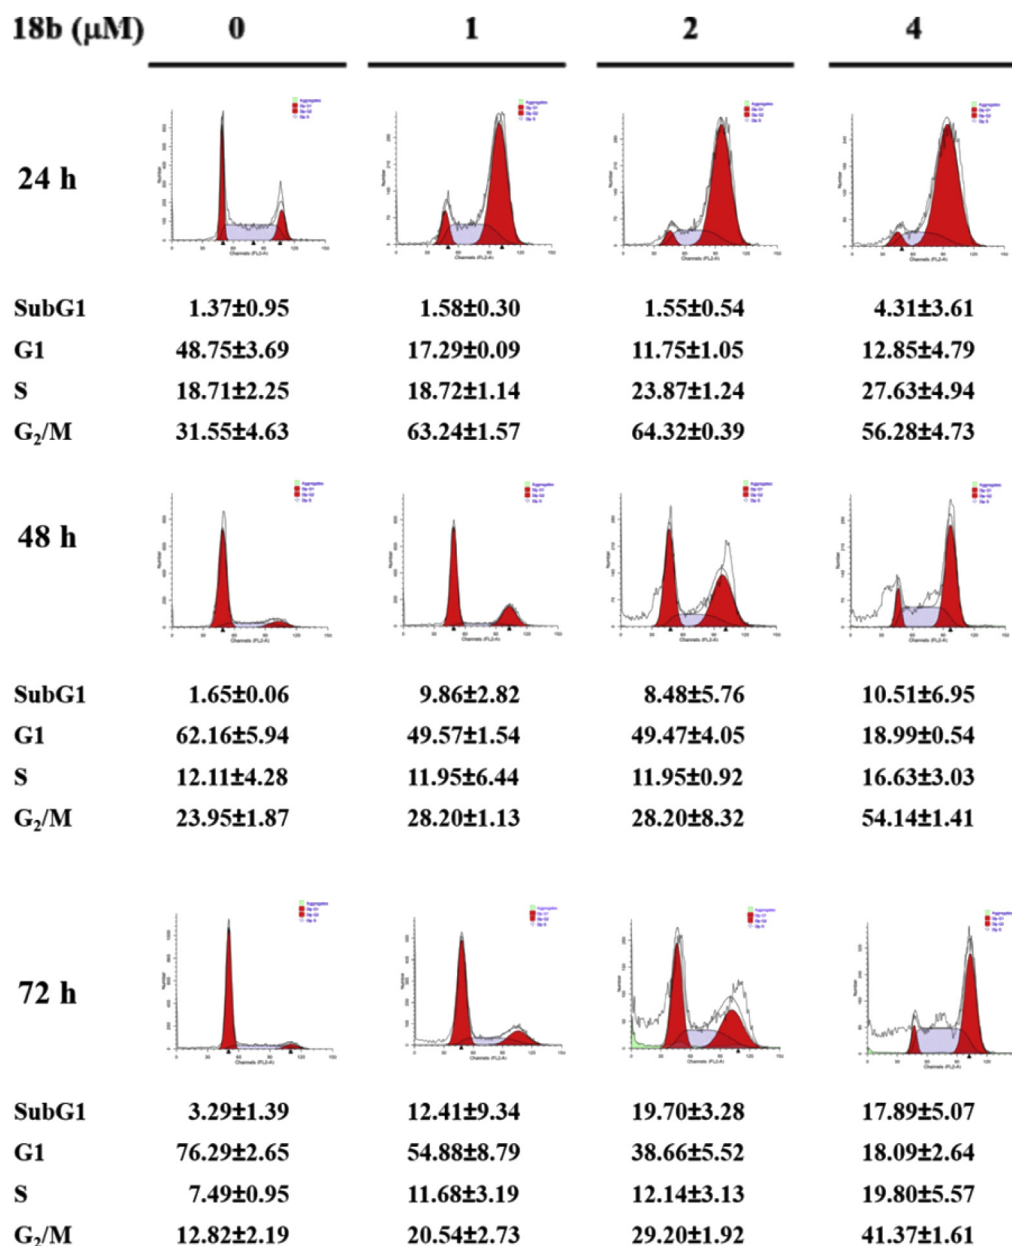 18b (μM) 0 1 2 4
24 h
Aggregates
Dip G1
Dip G2
Dip S
Number
Channels (FL2-A)
SubG1 1.37±0.95 1.58±0.30 1.55±0.54 4.31±3.61
G1 48.75±3.69 17.29±0.09 11.75±1.05 12.85±4.79
S 18.71±2.25 18.72±1.14 23.87±1.24 27.63±4.94
G₂/M 31.55±4.63 63.24±1.57 64.32±0.39 56.28±4.73
48 h
SubG1 1.65±0.06 9.86±2.82 8.48±5.76 10.51±6.95
G1 62.16±5.94 49.57±1.54 49.47±4.05 18.99±0.54
S 12.11±4.28 11.95±6.44 11.95±0.92 16.63±3.03
G₂/M 23.95±1.87 28.20±1.13 28.20±8.32 54.14±1.41
72 h
SubG1 3.29±1.39 12.41±9.34 19.70±3.28 17.89±5.07
G1 76.29±2.65 54.88±8.79 38.66±5.52 18.09±2.64
S 7.49±0.95 11.68±3.19 12.14±3.13 19.80±5.57
G₂/M 12.82±2.19 20.54±2.73 29.20±1.92 41.37±1.61